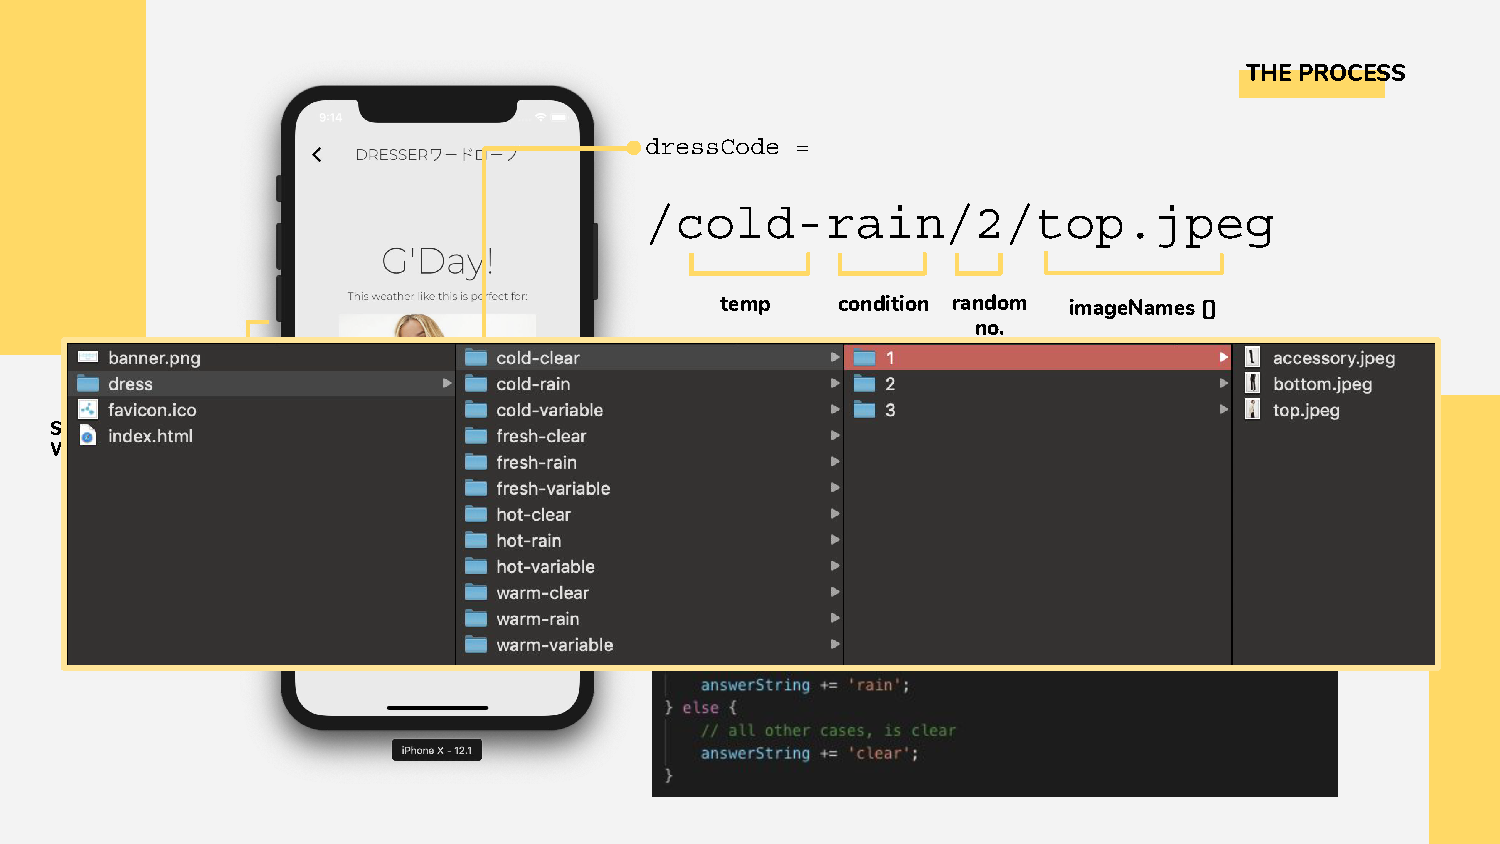 THE PROCESS
9:14
DRESSERワードローブ
dressCode =
/cold-rain/2/top.jpeg
temp
condition
random
no.
imageNames []
G'Day!
This weather like this is perfect for:
banner.png
dress
favicon.ico
index.html
cold-clear
cold-rain
cold-variable
fresh-clear
fresh-rain
fresh-variable
hot-clear
hot-rain
hot-variable
warm-clear
warm-rain
warm-variable
1
2
3
accessory.jpeg
bottom.jpeg
top.jpeg
answerString += 'rain';
} else {
// all other cases, is clear
answerString += 'clear';
}
iPhone X - 12.1